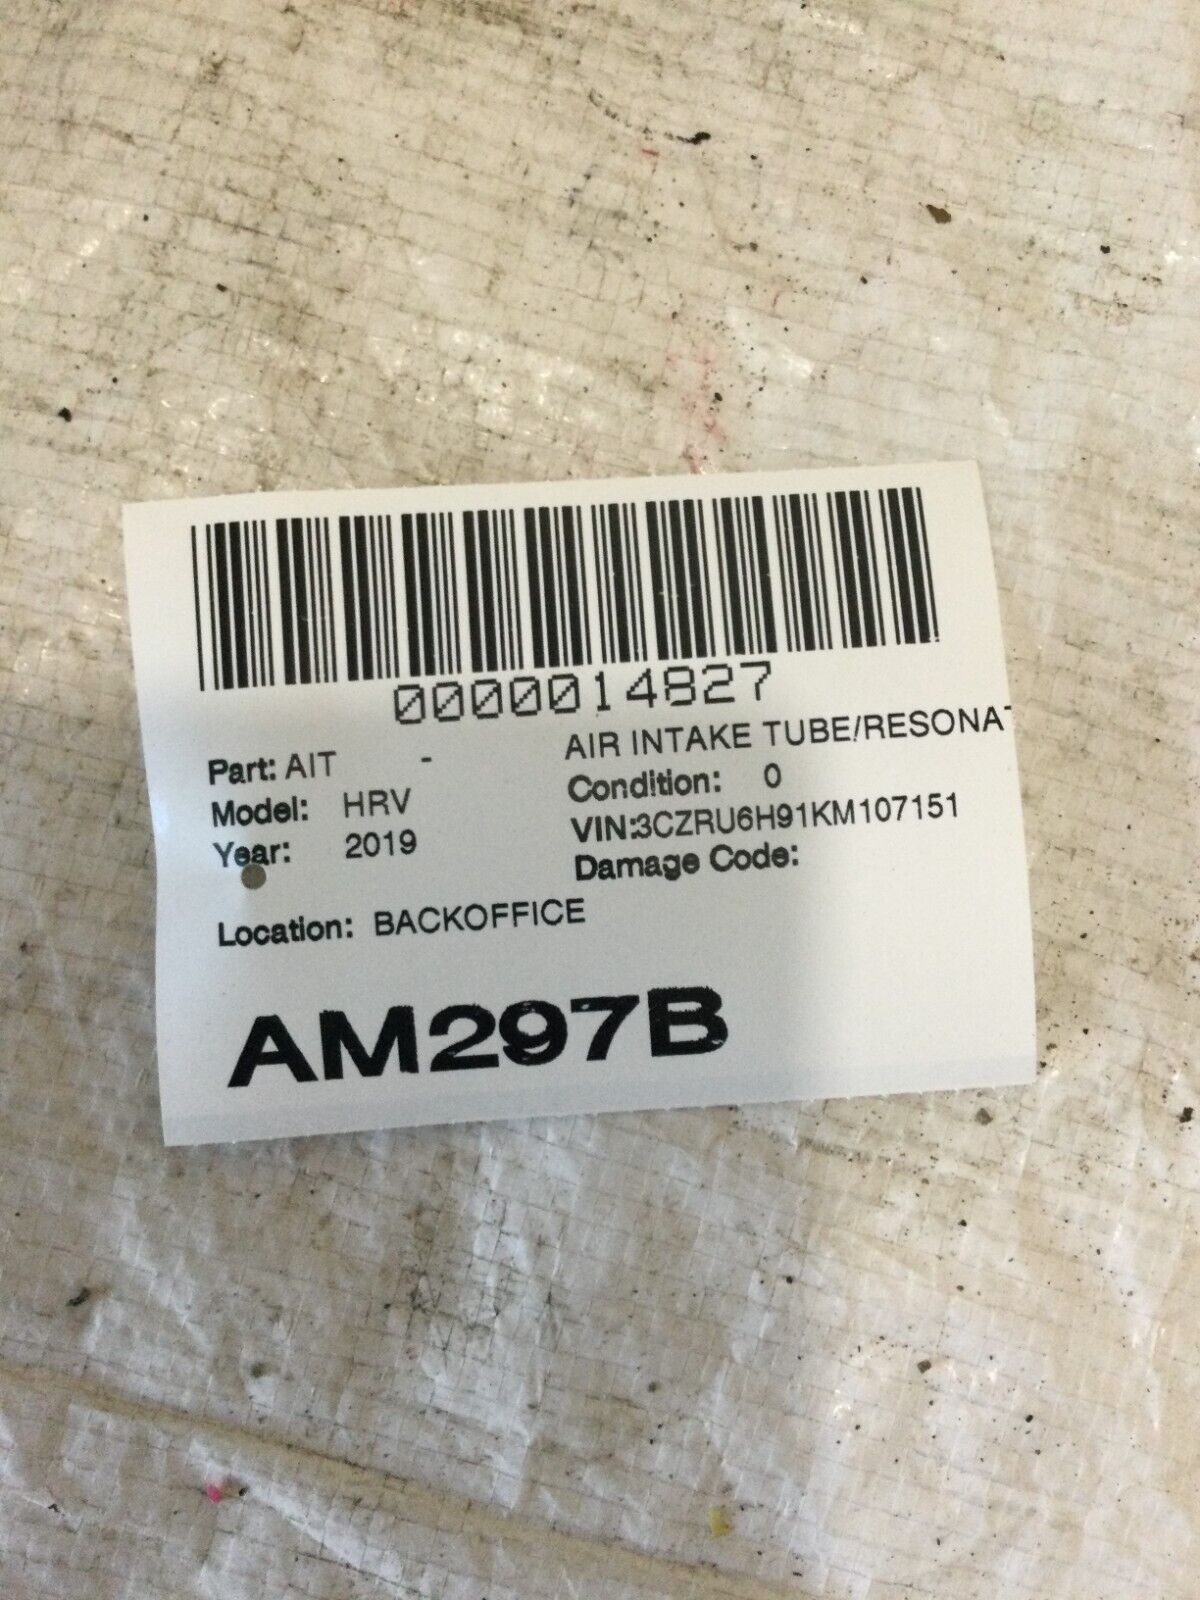 0000014827
Part: AIT - AIR INTAKE TUBE/RESONAT
Model: HRV Condition: 0
Year: 2019 VIN:3CZRU6H91KM107151
Damage Code:
Location: BACKOFFICE
AM297B